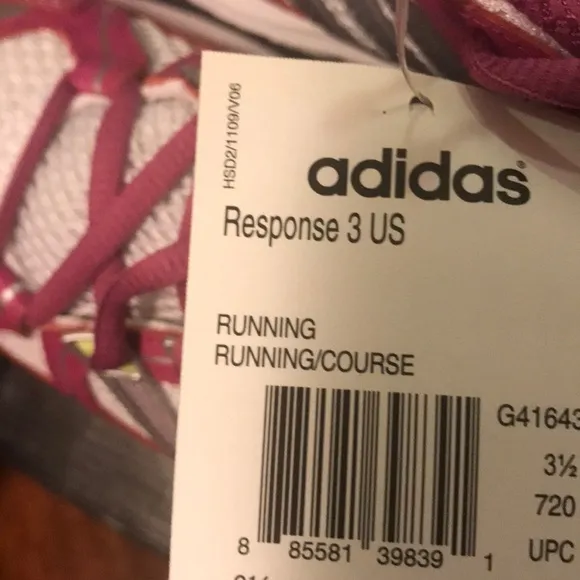 HSD2/1109/V06
adidas®
Response 3 US
RUNNING
RUNNING/COURSE
G41643
3½
720
UPC
8 85581 39839 1